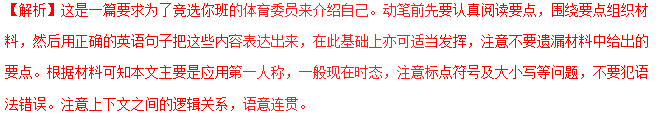 【解析】这是一篇要求为了竞选你班的体育委员来介绍自己。动笔前先要认真阅读要点，围绕要点组织材
料，然后用正确的英语句子把这些内容表达出来，在此基础上亦可适当发挥，注意不要遗漏材料中给出的
要点。根据材料可知本文主要是应用第一人称，一般现在时态，注意标点符号及大小写等问题，不要犯语
法错误。注意上下文之间的逻辑关系，语意连贯。